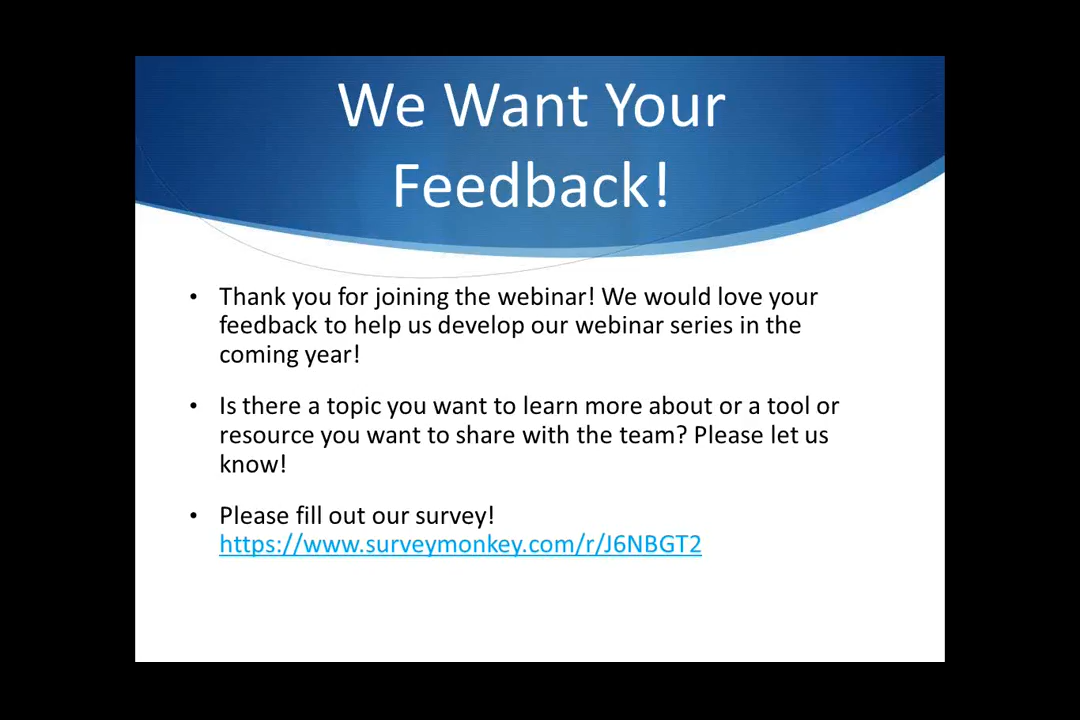 We Want Your
Feedback!
• Thank you for joining the webinar! We would love your
feedback to help us develop our webinar series in the
coming year!
• Is there a topic you want to learn more about or a tool or
resource you want to share with the team? Please let us
know!
• Please fill out our survey!
https://www.surveymonkey.com/r/J6NBGT2